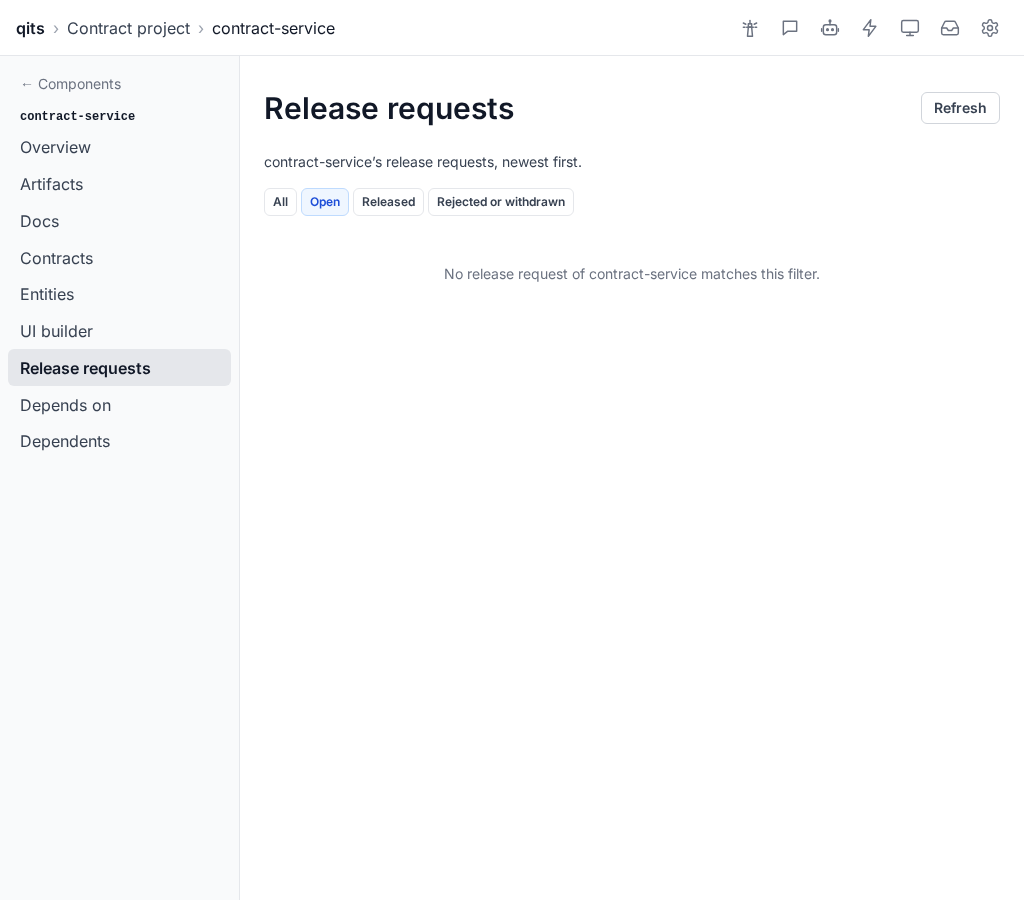 qits › Contract project › contract-service
← Components
contract-service
Overview
Artifacts
Docs
Contracts
Entities
UI builder
Release requests
Depends on
Dependents
Release requests
Refresh
contract-service’s release requests, newest first.
All Open Released Rejected or withdrawn
No release request of contract-service matches this filter.